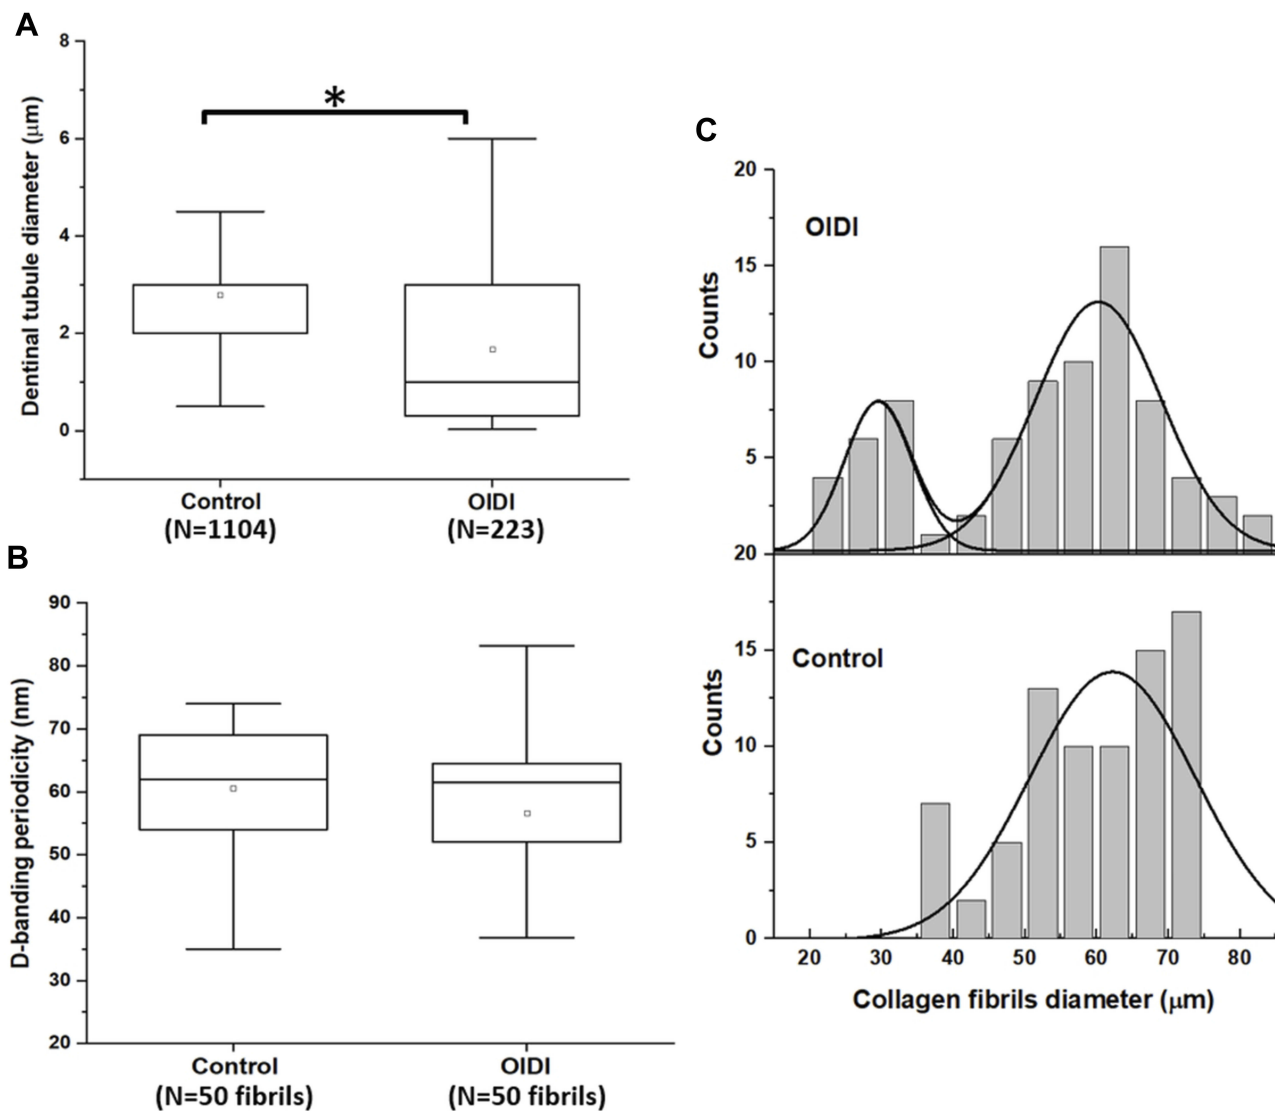 A
8
6
4
2
0
Dentinal tubule diameter (μm)
*
Control
(N=1104)
OIDI
(N=223)
B
90
80
70
60
50
40
30
20
D-banding periodicity (nm)
Control
(N=50 fibrils)
OIDI
(N=50 fibrils)
C
20
15
10
5
Counts
OIDI
20
15
10
5
0
Counts
Control
20 30 40 50 60 70 80
Collagen fibrils diameter (μm)